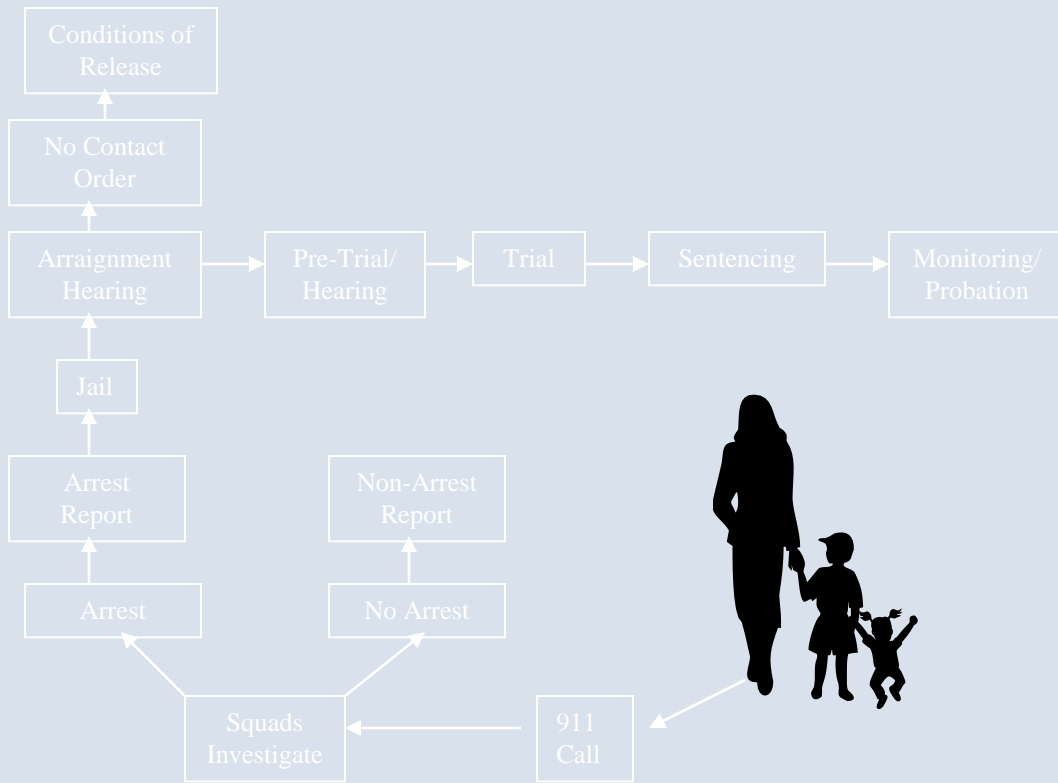 Conditions of
Release
No Contact
Order
Arraignment
Hearing
Pre-Trial/
Hearing
Trial
Sentencing
Monitoring/
Probation
Jail
Arrest
Report
Non-Arrest
Report
Arrest
No Arrest
Squads
Investigate
911
Call